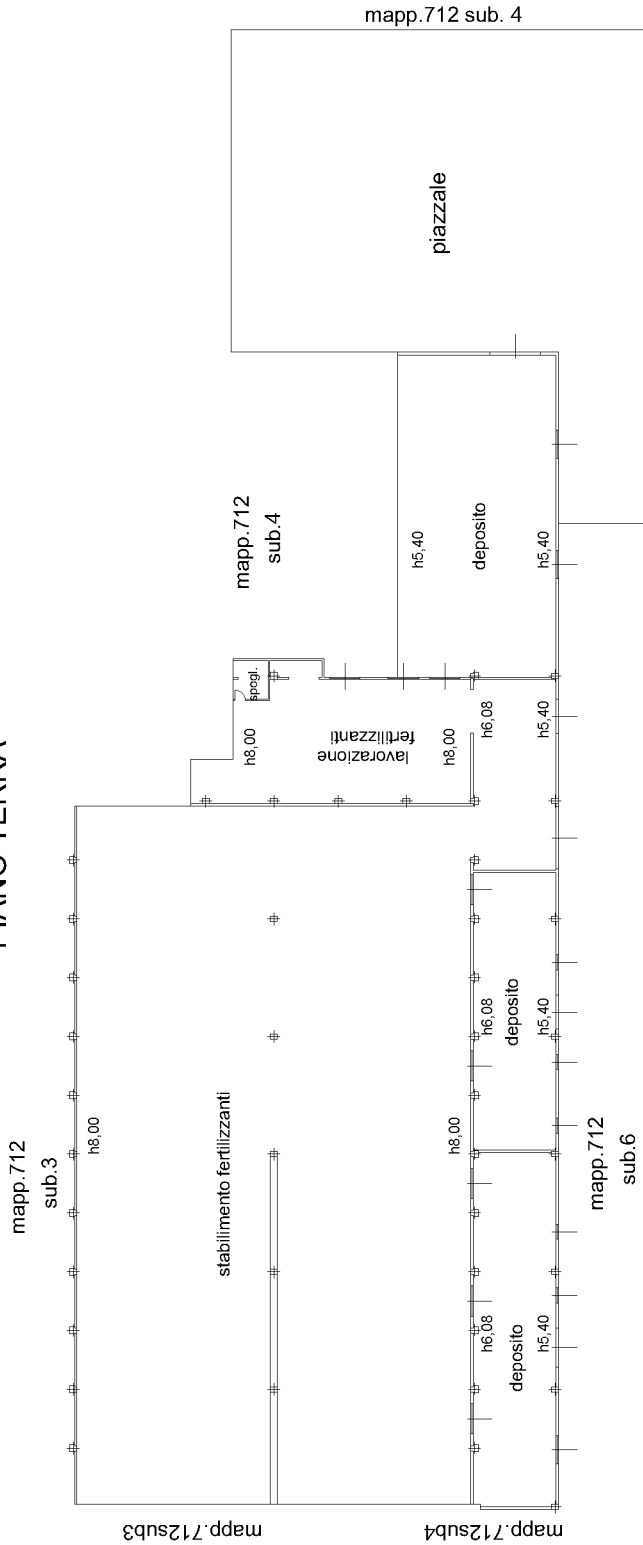 mapp.712 sub. 4
piazzale
mapp.712
sub.4
h5,40
deposito
h5,40
spogl.
h8,00
lavorazione
fertilizzanti
h8,00
h6,08
h5,40
PIANO TERRA
mapp.712
sub.3
h8,00
stabilimento fertilizzanti
h8,00
h6,08
deposito
h5,40
h6,08
deposito
h5,40
mapp.712
sub.6
mapp.712sub3
mapp.712sub4